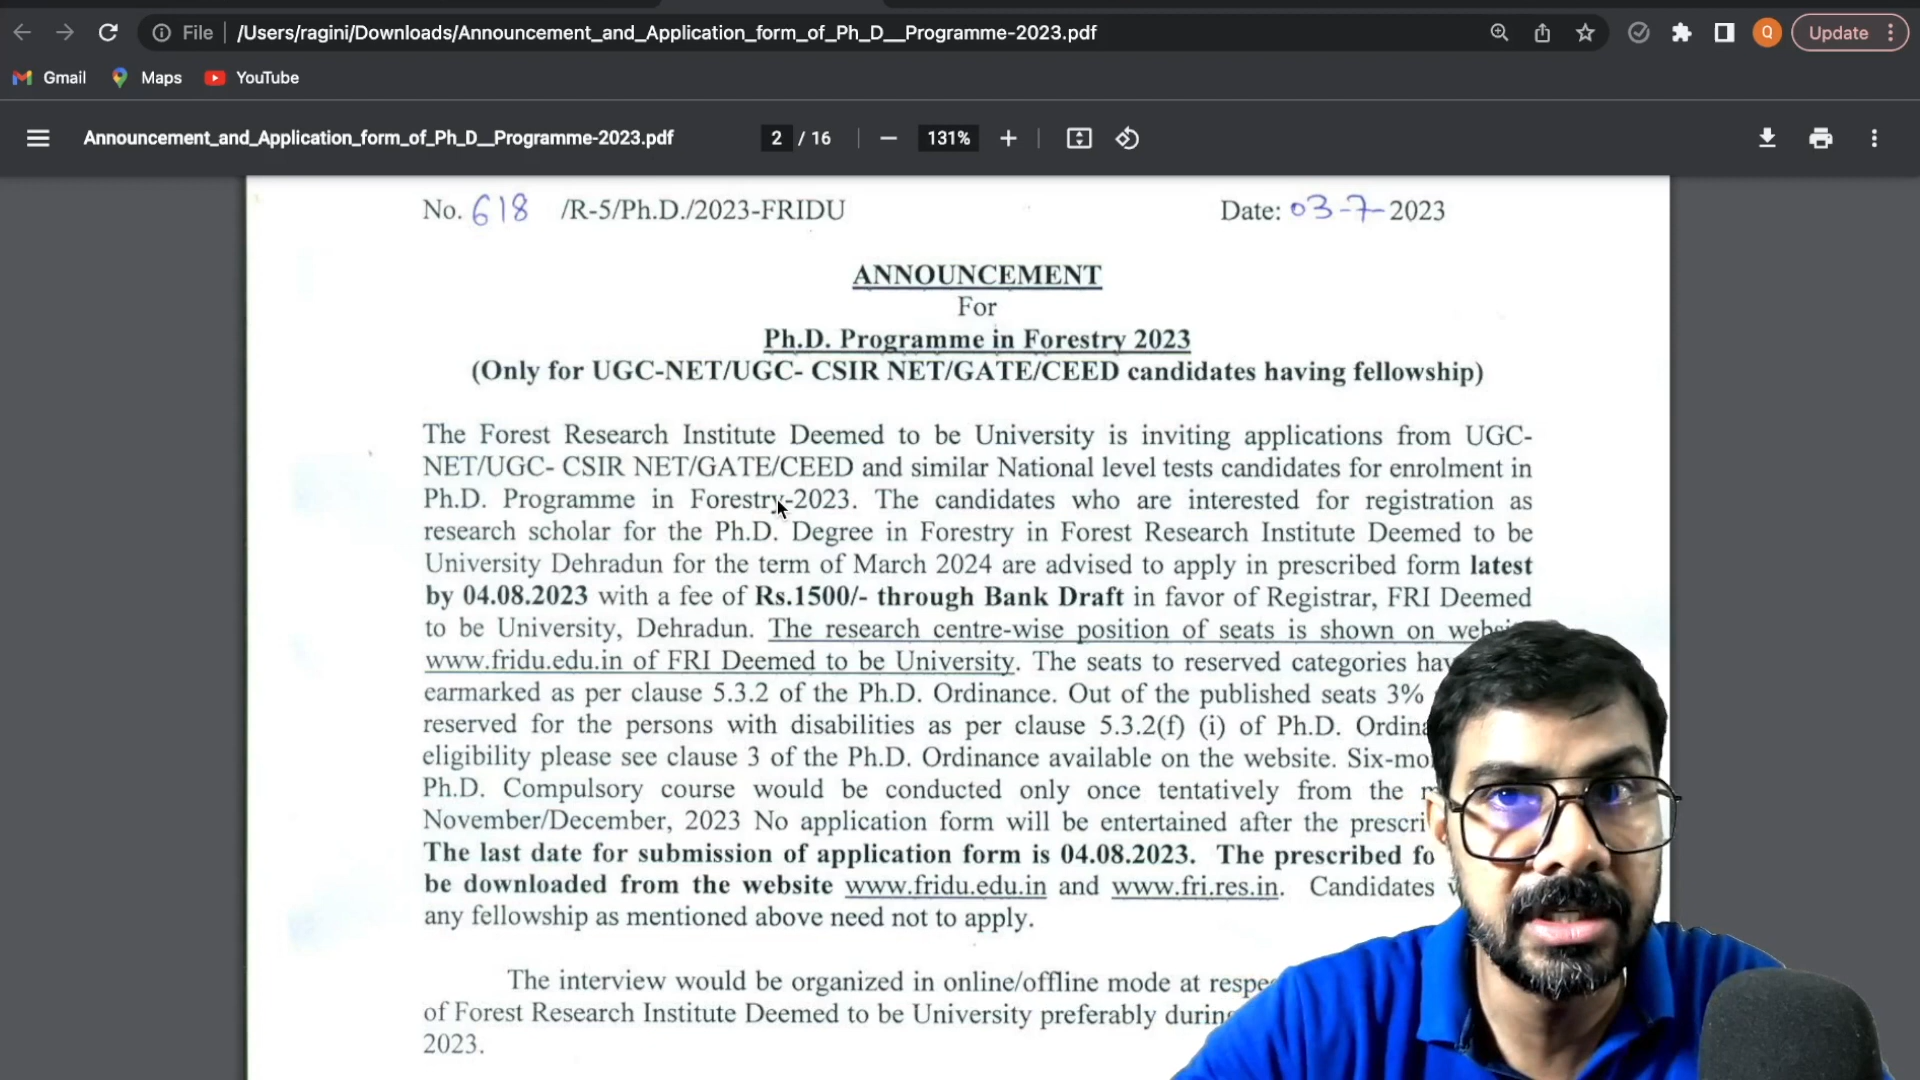 File /Users/ragini/Downloads/Announcement_and_Application_form_of_Ph_D__Programme-2023.pdf Q Update
Gmail Maps YouTube
Announcement_and_Application_form_of_Ph_D__Programme-2023.pdf 2 / 16 131%
No. 618 /R-5/Ph.D./2023-FRIDU Date: 03-7-2023
ANNOUNCEMENT
For
Ph.D. Programme in Forestry 2023
(Only for UGC-NET/UGC- CSIR NET/GATE/CEED candidates having fellowship)
The Forest Research Institute Deemed to be University is inviting applications from UGC-
NET/UGC- CSIR NET/GATE/CEED and similar National level tests candidates for enrolment in
Ph.D. Programme in Forestry-2023. The candidates who are interested for registration as
research scholar for the Ph.D. Degree in Forestry in Forest Research Institute Deemed to be
University Dehradun for the term of March 2024 are advised to apply in prescribed form latest
by 04.08.2023 with a fee of Rs.1500/- through Bank Draft in favor of Registrar, FRI Deemed
to be University, Dehradun. The research centre-wise position of seats is shown on
www.fridu.edu.in of FRI Deemed to be University. The seats to reserved categories
earmarked as per clause 5.3.2 of the Ph.D. Ordinance. Out of the published seats 3%
reserved for the persons with disabilities as per clause 5.3.2(f) (i) of Ph.D.
eligibility please see clause 3 of the Ph.D. Ordinance available on the website.
Ph.D. Compulsory course would be conducted only once tentatively from the
November/December, 2023 No application form will be entertained after the
The last date for submission of application form is 04.08.2023. The prescribed
be downloaded from the website www.fridu.edu.in and www.fri.res.in. Candidates
any fellowship as mentioned above need not to apply.
The interview would be organized in online/offline mode at
of Forest Research Institute Deemed to be University preferably
2023.